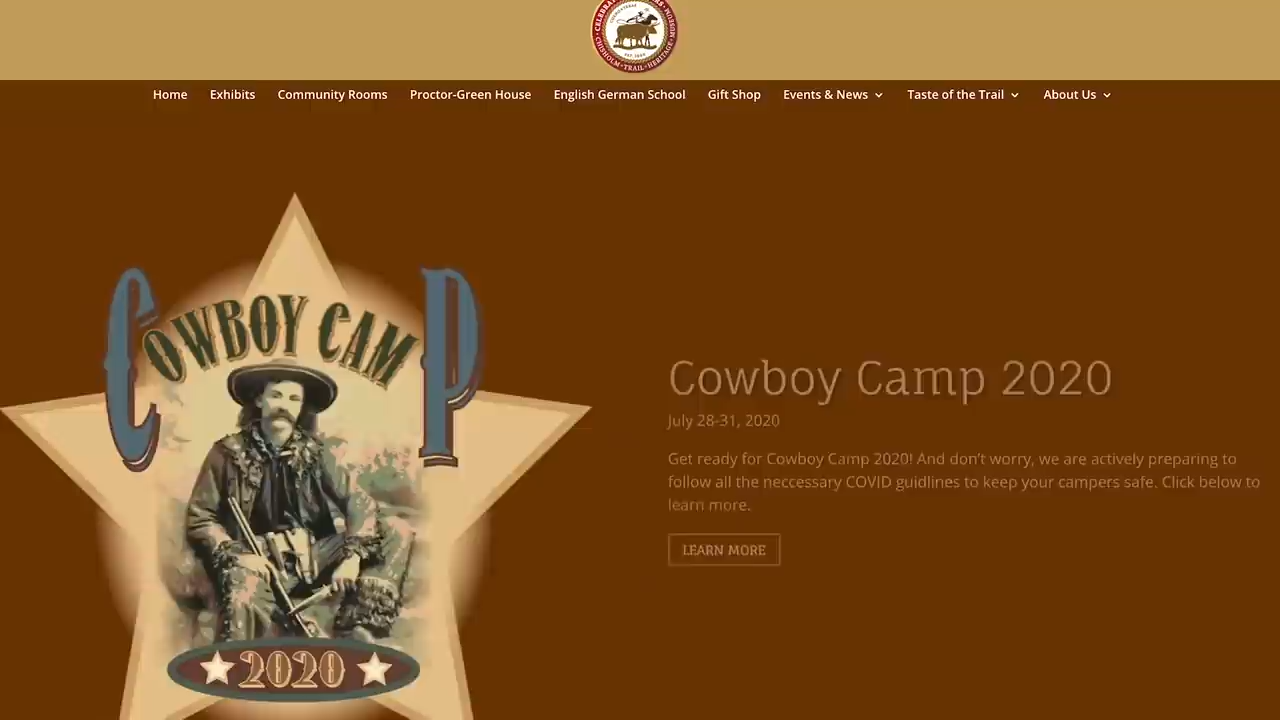 CHISHOLM • TRAIL • HERITAGE
Home Exhibits Community Rooms Proctor-Green House English German School Gift Shop Events & News Taste of the Trail About Us
COWBOY CAMP
2020
Cowboy Camp 2020
July 28-31, 2020
Get ready for Cowboy Camp 2020! And don't worry, we are actively preparing to
follow all the neccessary COVID guidlines to keep your campers safe. Click below to
learn more.
LEARN MORE